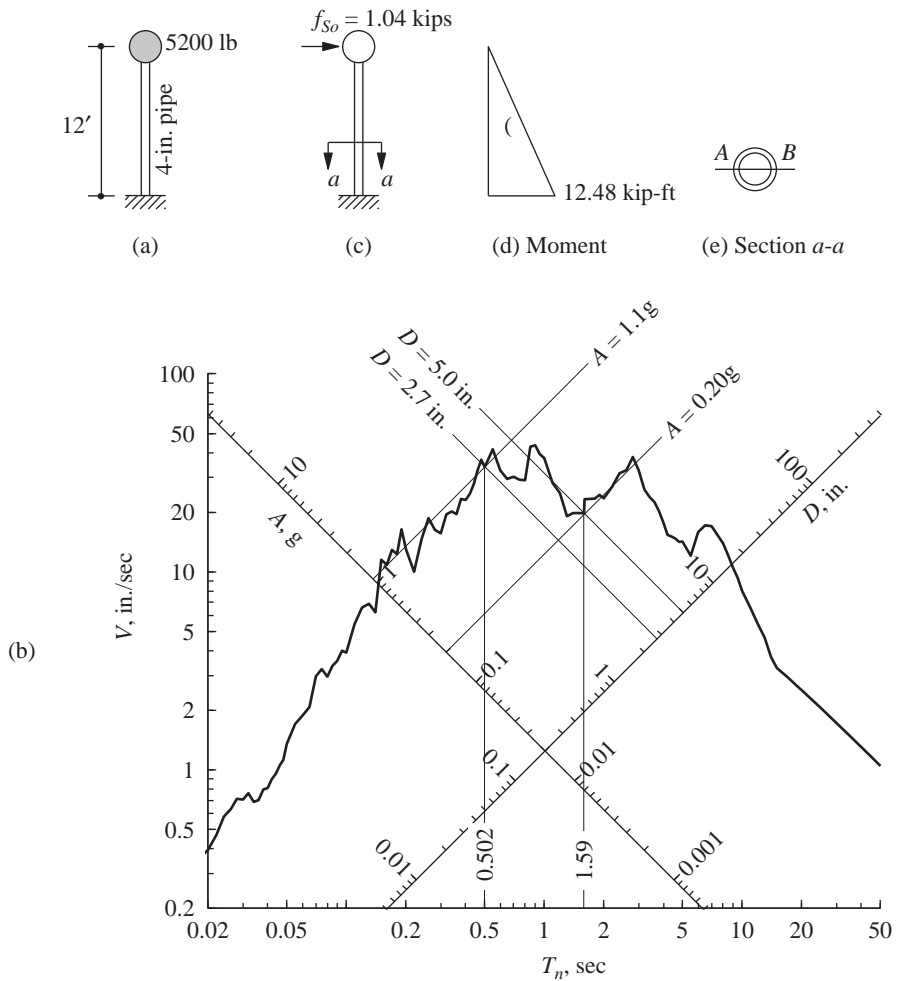 f_So = 1.04 kips
5200 lb
12′
4-in. pipe
a a
12.48 kip-ft
A B
(a) (c) (d) Moment (e) Section a-a
(b)
V, in./sec
100
50
20
10
5
2
1
0.5
0.2
A, g
10
1
0.1
0.01
0.001
D, in.
100
10
1
0.1
0.01
D = 5.0 in.
D = 2.7 in.
A = 1.1g
A = 0.20g
0.502
1.59
0.02 0.05 0.2 0.5 1 2 5 10 20 50
T_n, sec